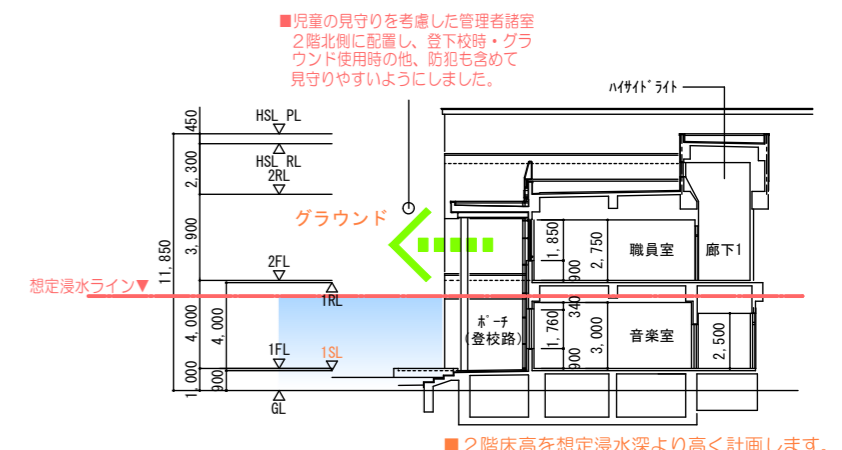 ■児童の見守りを考慮した管理者諸室
２階北側に配置し、登下校時・グラ
ウンド使用時の他、防犯も含めて
見守りやすいようにしました。
ﾊｲｻｲﾄﾞﾗｲﾄ
450
HSL PL
HSL RL
2,300
2RL
グラウンド
3,900
11,850
1,850
2,750
職員室
廊下1
900
2FL
想定浸水ライン▼
1RL
340
4,000
4,000
ﾎﾟｰﾁ
(登校路)
1,760
3,000
音楽室
2,500
1FL
1SL
900
1,000
900
GL
■２階床高を想定浸水深より高く計画します。